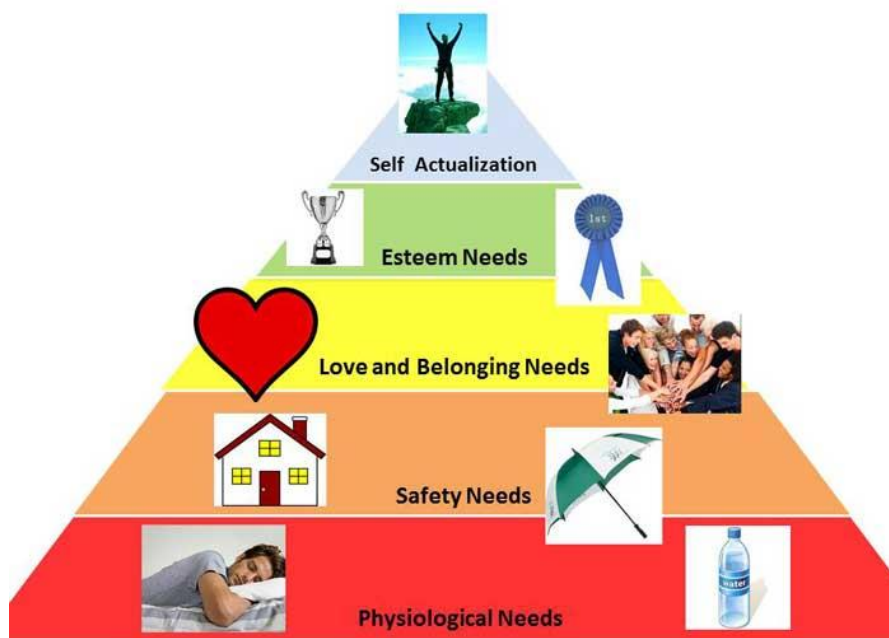 Self Actualization
1st
Esteem Needs
Love and Belonging Needs
Safety Needs
water
Physiological Needs